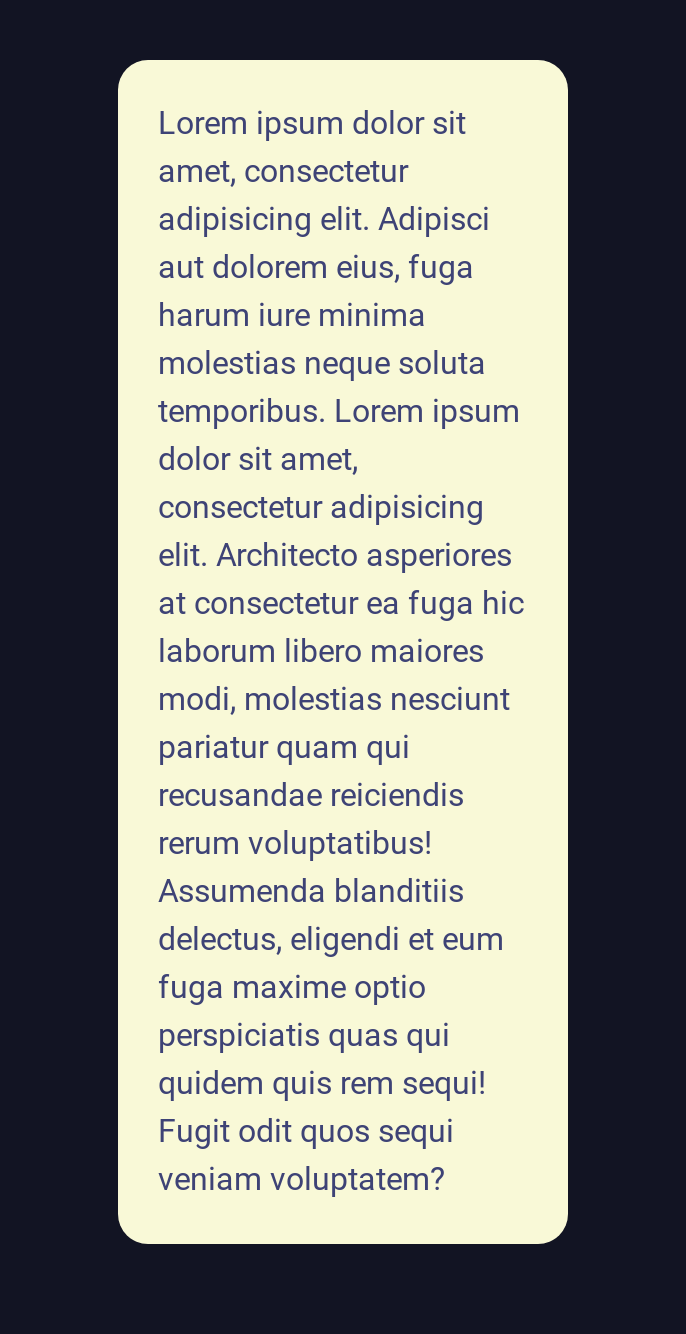 Lorem ipsum dolor sit
amet, consectetur
adipisicing elit. Adipisci
aut dolorem eius, fuga
harum iure minima
molestias neque soluta
temporibus. Lorem ipsum
dolor sit amet,
consectetur adipisicing
elit. Architecto asperiores
at consectetur ea fuga hic
laborum libero maiores
modi, molestias nesciunt
pariatur quam qui
recusandae reiciendis
rerum voluptatibus!
Assumenda blanditiis
delectus, eligendi et eum
fuga maxime optio
perspiciatis quas qui
quidem quis rem sequi!
Fugit odit quos sequi
veniam voluptatem?